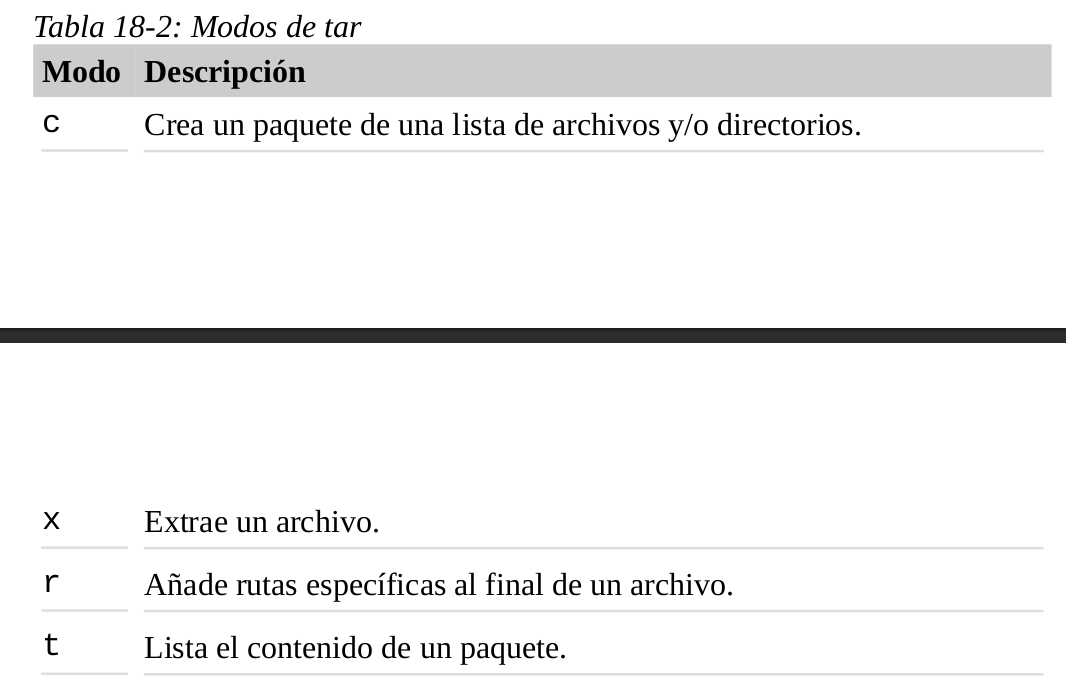 Tabla 18-2: Modos de tar
Modo Descripción
c Crea un paquete de una lista de archivos y/o directorios.
x Extrae un archivo.
r Añade rutas específicas al final de un archivo.
t Lista el contenido de un paquete.